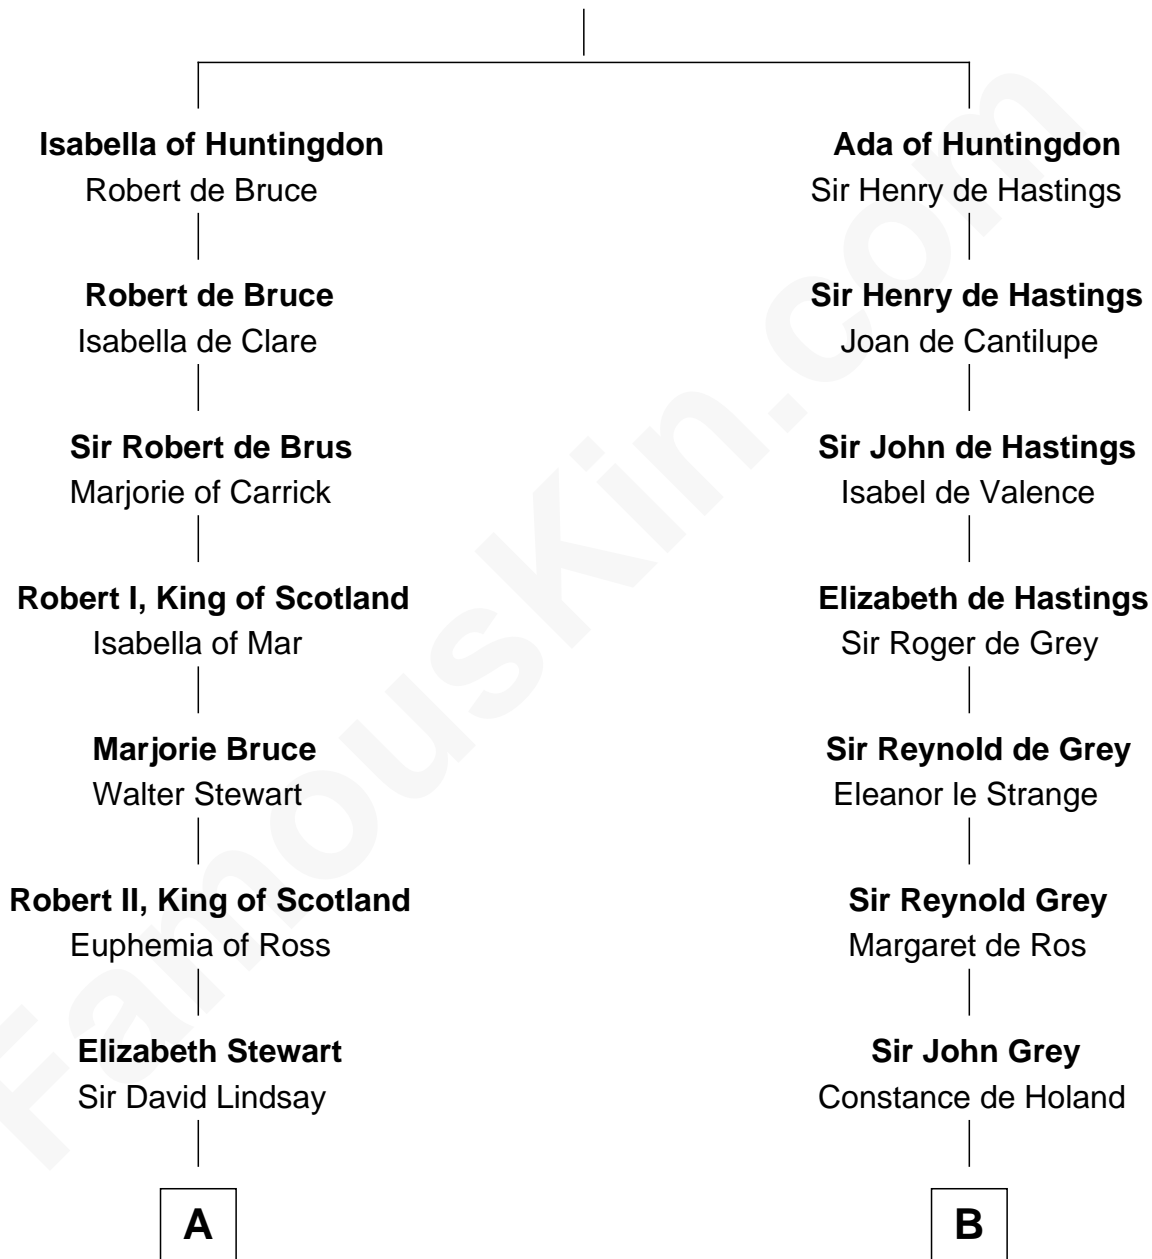 Isabella of Huntingdon
Robert de Bruce
Robert de Bruce
Isabella de Clare
Sir Robert de Brus
Marjorie of Carrick
Robert I, King of Scotland
Isabella of Mar
Marjorie Bruce
Walter Stewart
Robert II, King of Scotland
Euphemia of Ross
Elizabeth Stewart
Sir David Lindsay
A
Ada of Huntingdon
Sir Henry de Hastings
Sir Henry de Hastings
Joan de Cantilupe
Sir John de Hastings
Isabel de Valence
Elizabeth de Hastings
Sir Roger de Grey
Sir Reynold de Grey
Eleanor le Strange
Sir Reynold Grey
Margaret de Ros
Sir John Grey
Constance de Holand
B
FamousKin.com